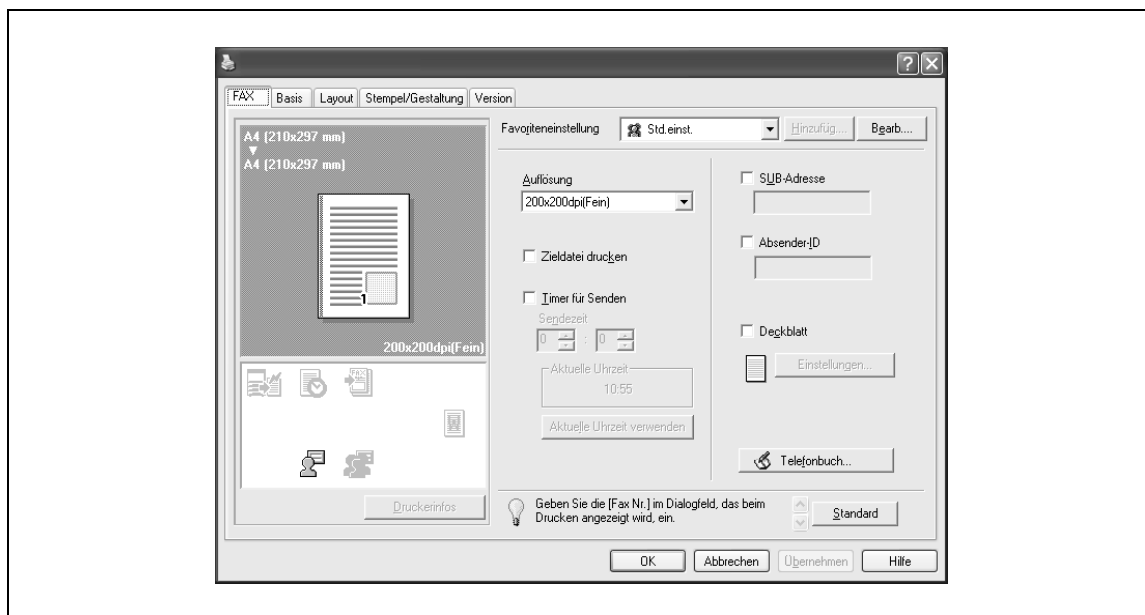 FAX Basis Layout Stempel/Gestaltung Version
A4 (210x297 mm)
A4 (210x297 mm)
1
200x200dpi(Fein)
FAX
Druckerinfos
Favoriteneinstellung Std.einst. Hinzufüg.... Bearb....
Auflösung
200x200dpi(Fein)
Zieldatei drucken
Timer für Senden
Sendezeit
0 : 0
Aktuelle Uhrzeit
10:55
Aktuelle Uhrzeit verwenden
SUB-Adresse
Absender-ID
Deckblatt
Einstellungen...
Telefonbuch...
Geben Sie die [Fax Nr.] im Dialogfeld, das beim
Drucken angezeigt wird, ein.
Standard
OK Abbrechen Übernehmen Hilfe